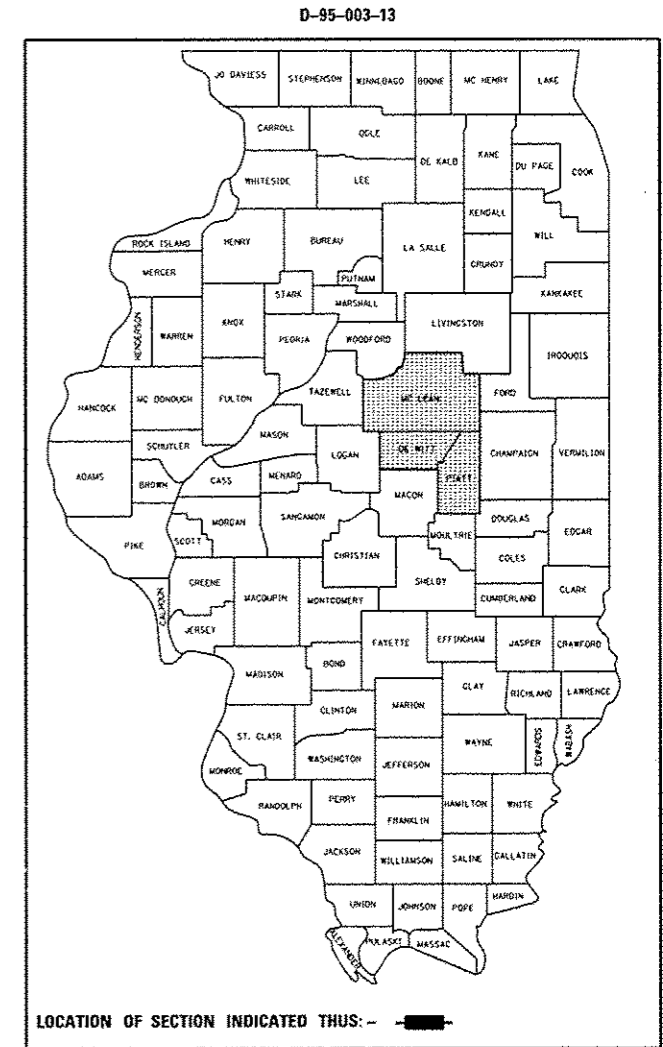 D-95-003-13
JO DAVIESS STEPHENSON WINNEBAGO BOONE MC HENRY LAKE
CARROLL OGLE
DE KALB KANE DU PAGE COOK
WHITESIDE LEE
KENDALL
WILL
ROCK ISLAND HENRY BUREAU LA SALLE
GRUNDY
MERCER PUTNAM KANKAKEE
STARK
MARSHALL
HENDERSON WARREN KNOX LIVINGSTON
PEORIA WOODFORD IROQUOIS
HANCOCK MC DONOUGH FULTON TAZEWELL MC LEAN FORD
MASON
SCHUYLER LOGAN DE WITT CHAMPAIGN VERMILION
ADAMS BROWN CASS MENARD PIATT
MACON
MORGAN SANGAMON DOUGLAS EDGAR
PIKE SCOTT MOULTRIE
CHRISTIAN COLES
GREENE SHELBY
MACOUPIN MONTGOMERY CUMBERLAND CLARK
CALHOUN JERSEY
FAYETTE EFFINGHAM JASPER CRAWFORD
BOND
MADISON CLAY RICHLAND LAWRENCE
CLINTON MARION
ST. CLAIR WAYNE EDWARDS WABASH
WASHINGTON JEFFERSON
MONROE
RANDOLPH PERRY HAMILTON WHITE
FRANKLIN
JACKSON WILLIAMSON SALINE GALLATIN
UNION JOHNSON POPE HARDIN
ALEXANDER PULASKI MASSAC
LOCATION OF SECTION INDICATED THUS: -